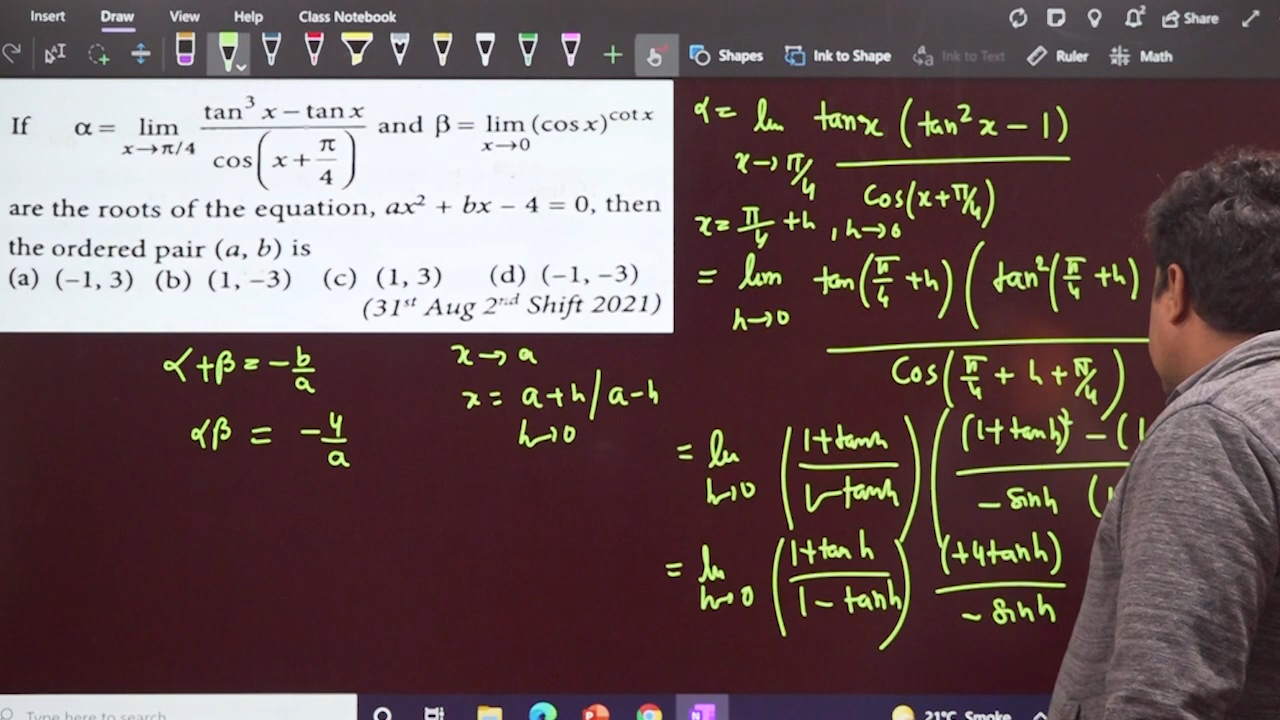 Insert Draw View Help Class Notebook Share
Shapes Ink to Shape Ink to Text Ruler Math
If α = lim x→π/4 (tan³ x − tan x)/(cos(x + π/4)) and β = lim x→0 (cos x)^cot x
are the roots of the equation, ax² + bx − 4 = 0, then
the ordered pair (a, b) is
(a) (−1, 3) (b) (1, −3) (c) (1, 3) (d) (−1, −3)
(31st Aug 2nd Shift 2021)
α+β = −b/a
αβ = −4/a
x→a
x = a+h / a−h
h→0
α = lim x→π/4 tanx (tan²x − 1) / Cos(x+π/4)
x = π/4 + h , h→0
= lim h→0 tan(π/4 + h) ( tan²(π/4 + h) / Cos(π/4 + h + π/4)
= lim h→0 ((1+tanh)/(1−tanh)) ( (1+tanh)² − (1 / −sinh (1
= lim h→0 ((1+tanh)/(1−tanh)) (+4tanh) / −sinh
Type here to search 21°C Smoke